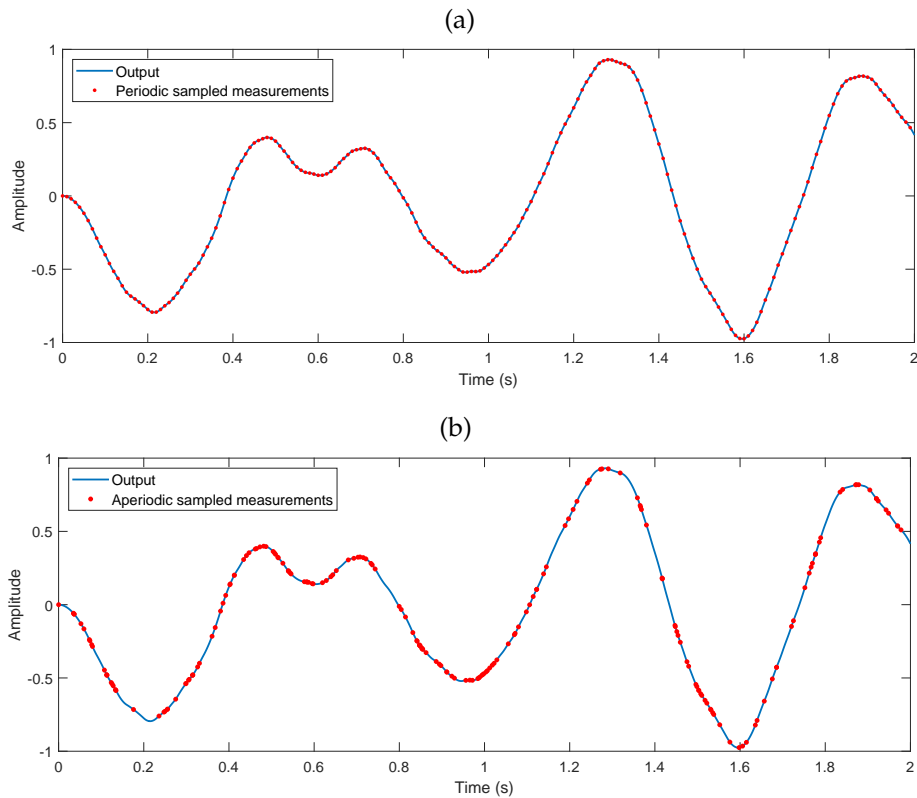 (a)
1
0.5
0
-0.5
-1
Amplitude
Output
Periodic sampled measurements
0 0.2 0.4 0.6 0.8 1 1.2 1.4 1.6 1.8 2
Time (s)
(b)
1
0.5
0
-0.5
-1
Amplitude
Output
Aperiodic sampled measurements
0 0.2 0.4 0.6 0.8 1 1.2 1.4 1.6 1.8 2
Time (s)